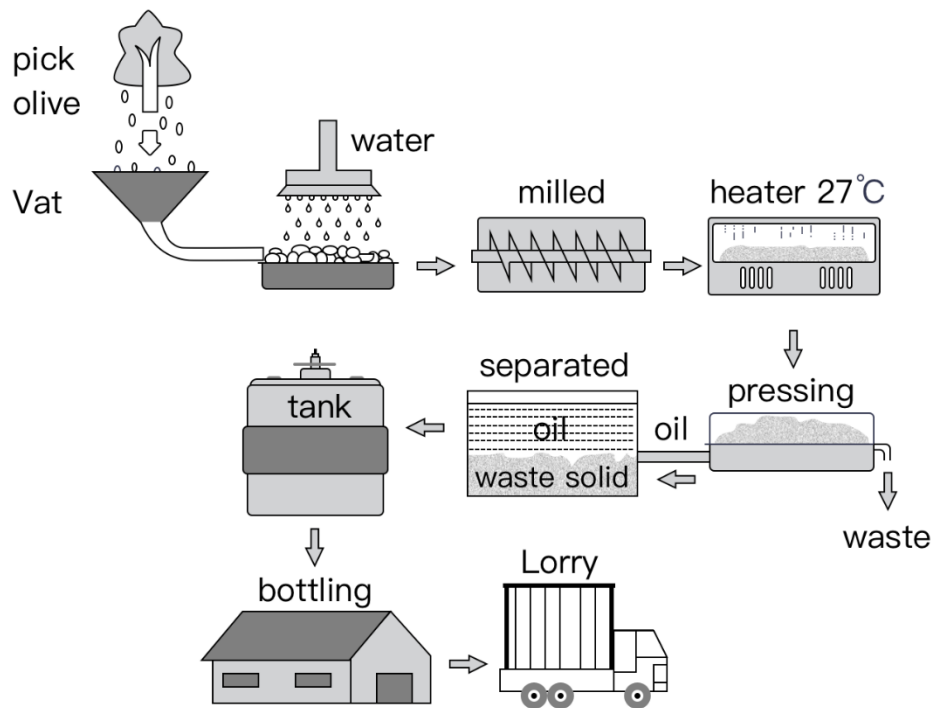 pick
olive
Vat
water
milled
heater 27°C
pressing
waste
oil
separated
oil
waste solid
tank
bottling
Lorry